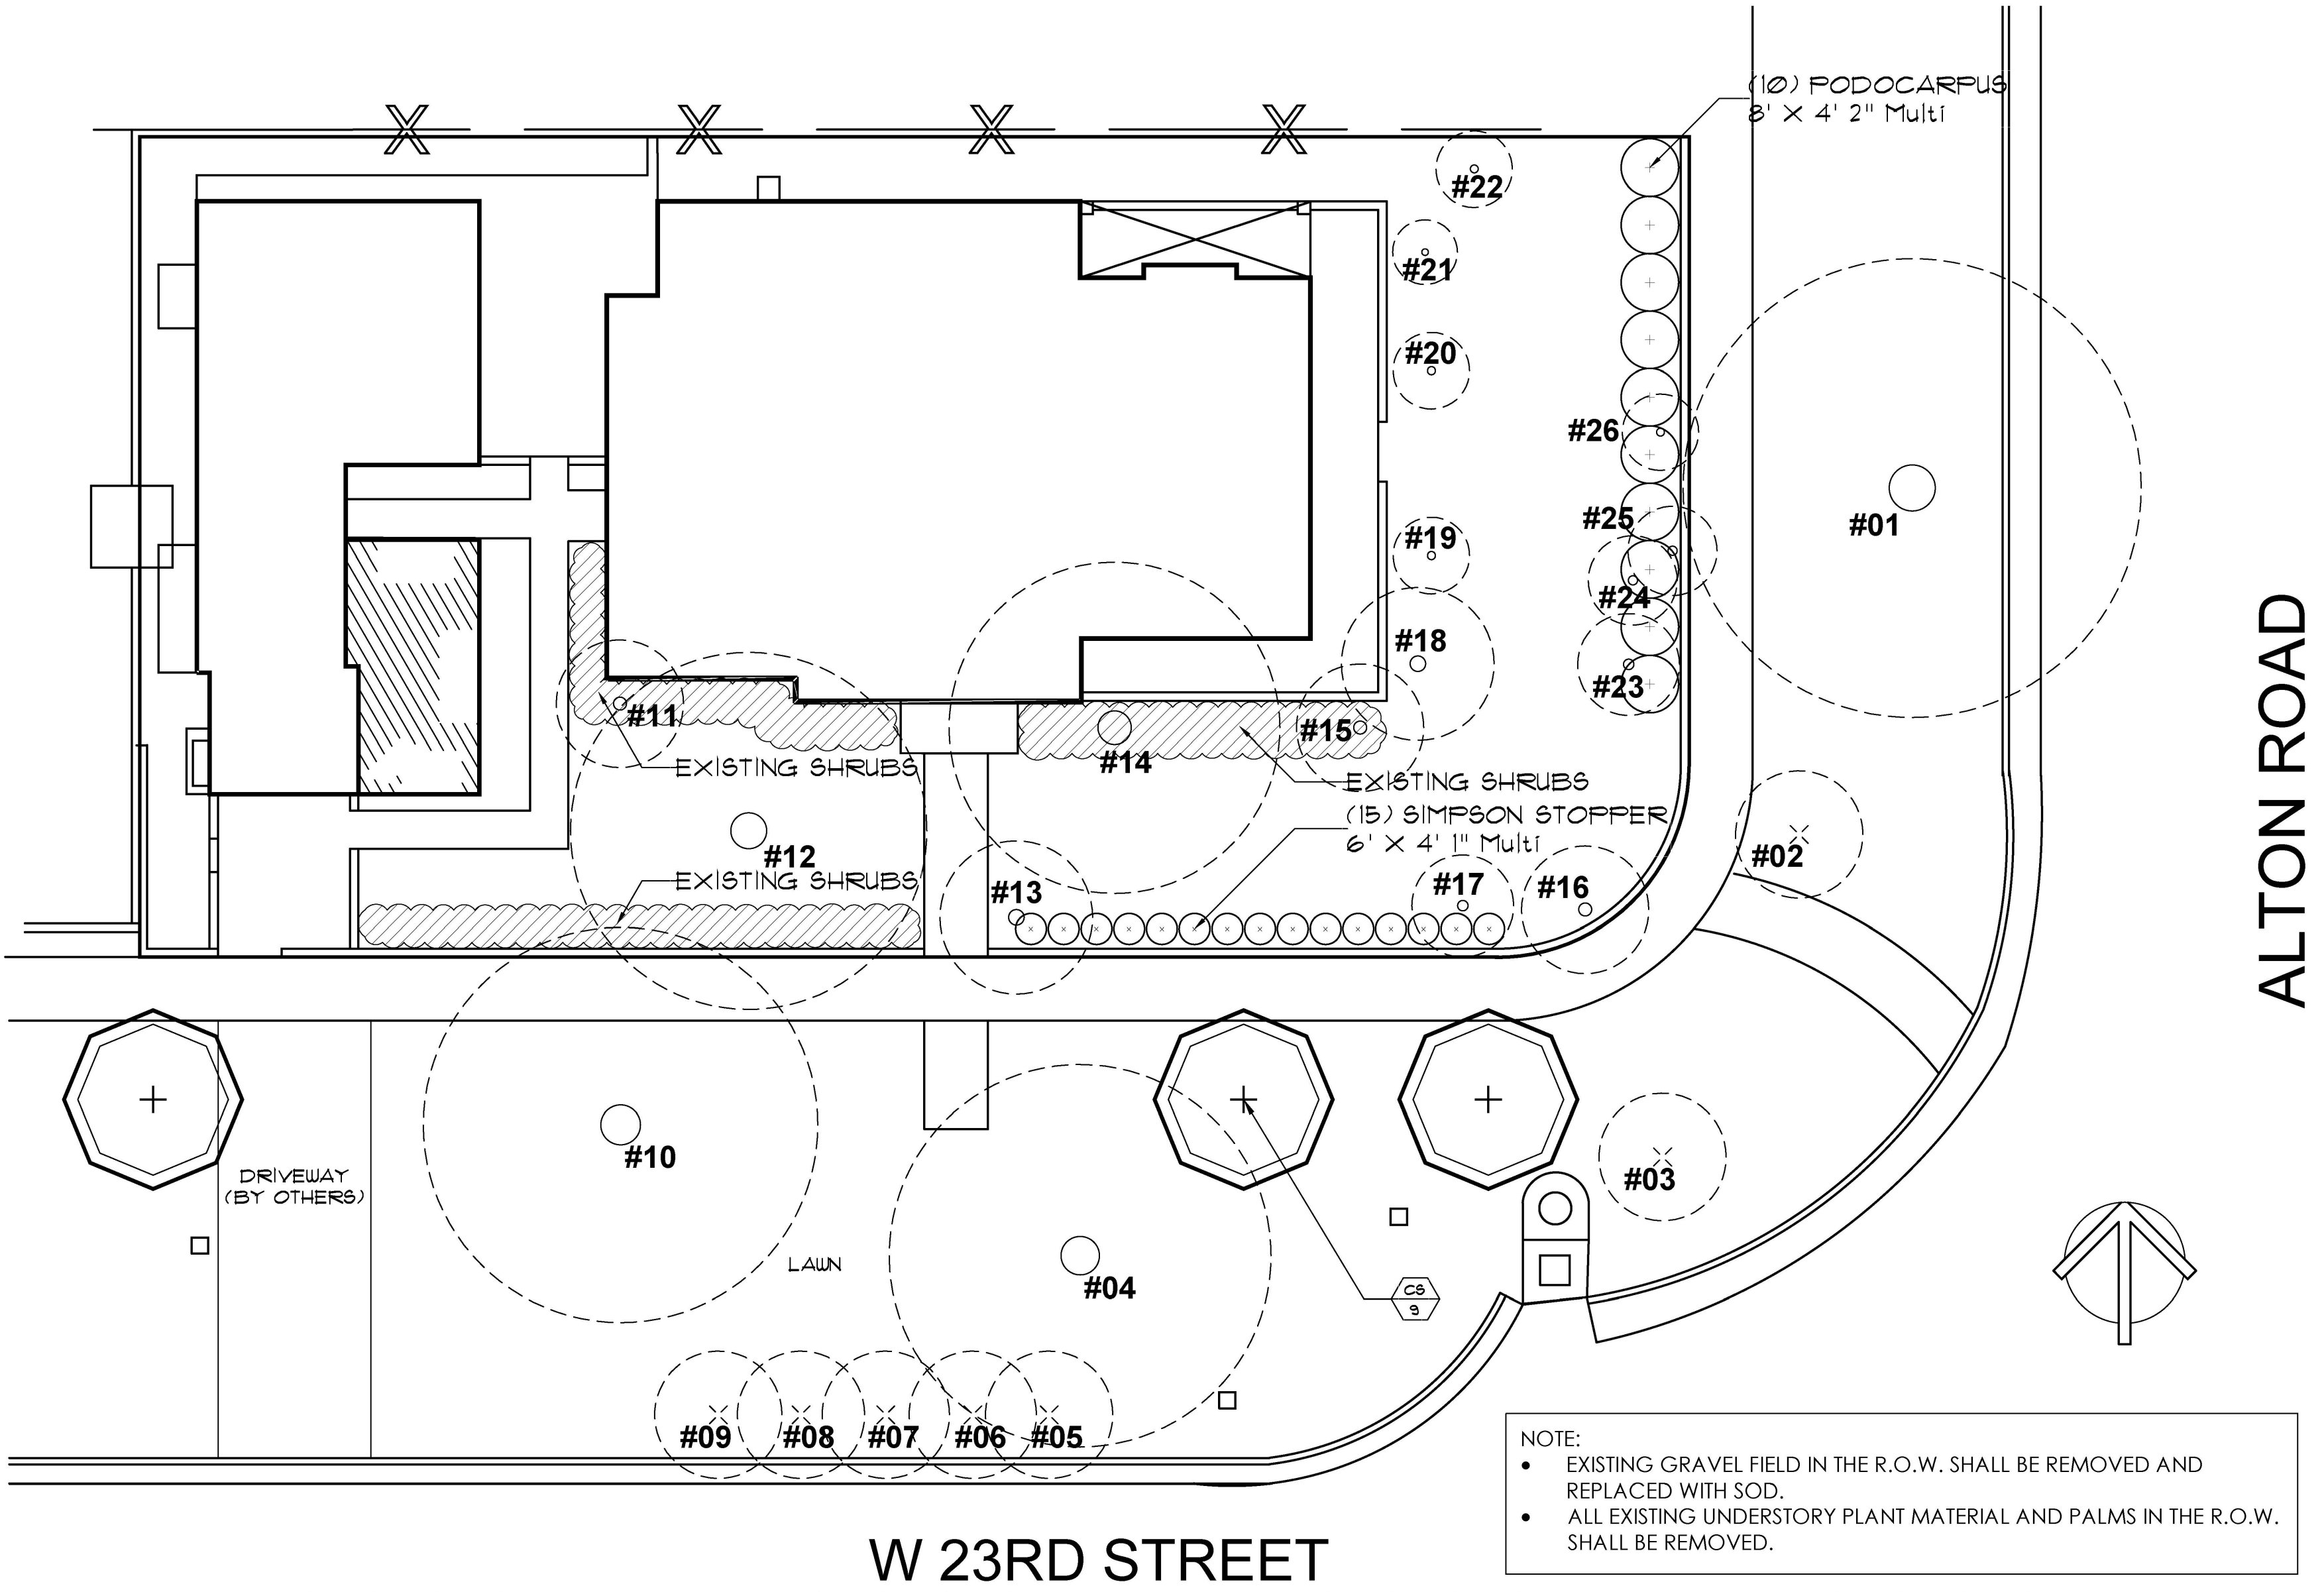 (10) PODOCARPUS
8' X 4' 2" Multi
#22
#21
#20
#26
#25
#01
#19
#24
#18
#23
#11
#15
#14
EXISTING SHRUBS
EXISTING SHRUBS
(15) SIMPSON STOPPER
6' X 4' 1" Multi
#12
#02
EXISTING SHRUBS
#13
#17
#16
ALTON ROAD
#10
DRIVEWAY
(BY OTHERS)
#03
LAWN
#04
CS
9
#09
#08
#07
#06
#05
NOTE:
• EXISTING GRAVEL FIELD IN THE R.O.W. SHALL BE REMOVED AND
REPLACED WITH SOD.
• ALL EXISTING UNDERSTORY PLANT MATERIAL AND PALMS IN THE R.O.W.
SHALL BE REMOVED.
W 23RD STREET